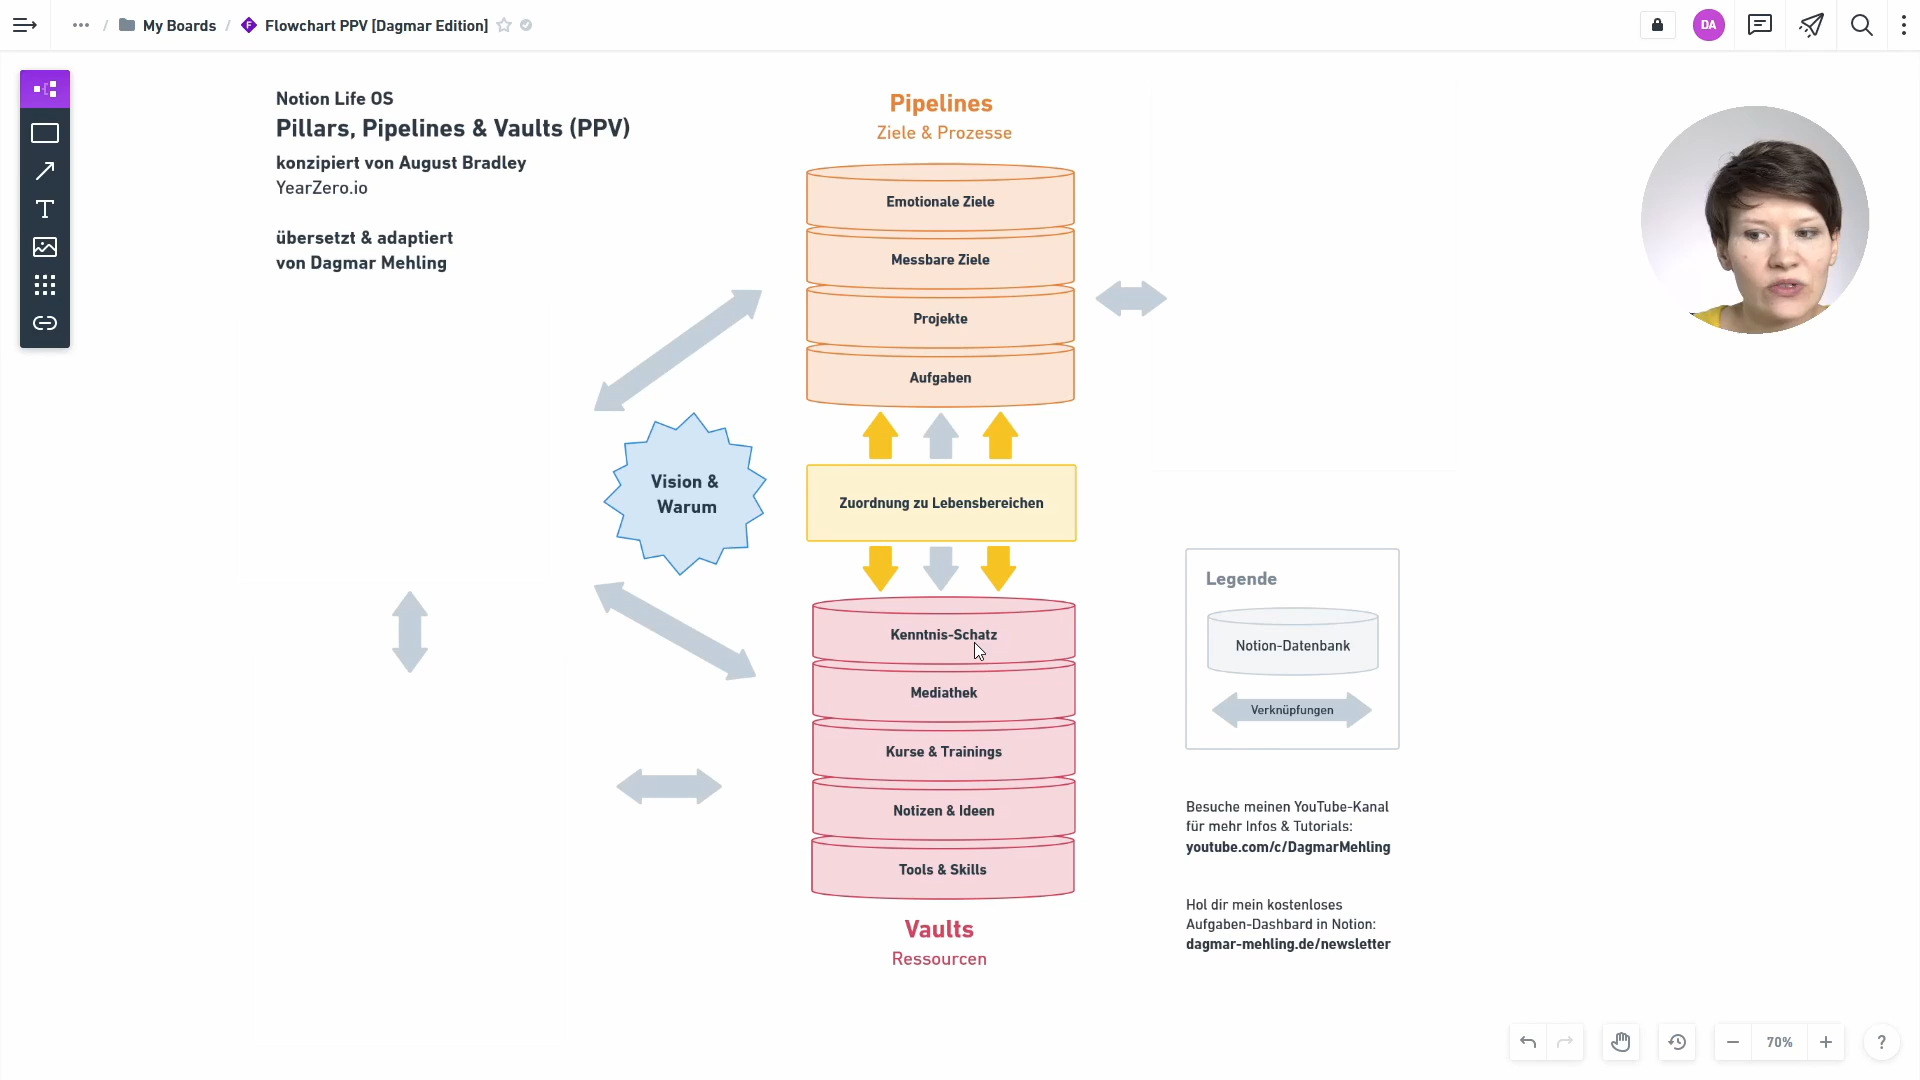 My Boards / Flowchart PPV [Dagmar Edition]
DA
Notion Life OS
Pillars, Pipelines & Vaults (PPV)
konzipiert von August Bradley
YearZero.io
übersetzt & adaptiert
von Dagmar Mehling
Pipelines
Ziele & Prozesse
Emotionale Ziele
Messbare Ziele
Projekte
Aufgaben
Vision &
Warum
Zuordnung zu Lebensbereichen
Kenntnis-Schatz
Mediathek
Kurse & Trainings
Notizen & Ideen
Tools & Skills
Vaults
Ressourcen
Legende
Notion-Datenbank
Verknüpfungen
Besuche meinen YouTube-Kanal
für mehr Infos & Tutorials:
youtube.com/c/DagmarMehling
Hol dir mein kostenloses
Aufgaben-Dashbard in Notion:
dagmar-mehling.de/newsletter
70%